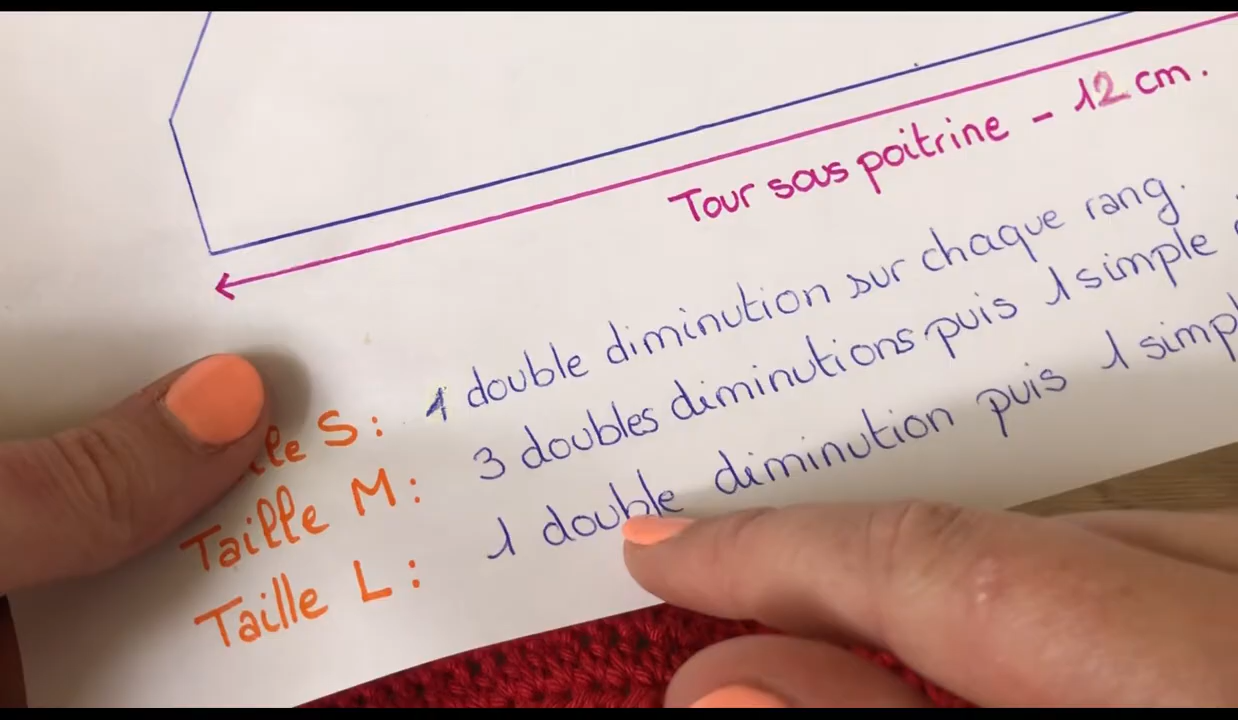 Tour sous poitrine - 12 cm.
Taille S: 1 double diminution sur chaque rang.
Taille M: 3 doubles diminutions puis 1 simple
Taille L: 1 double diminution puis 1